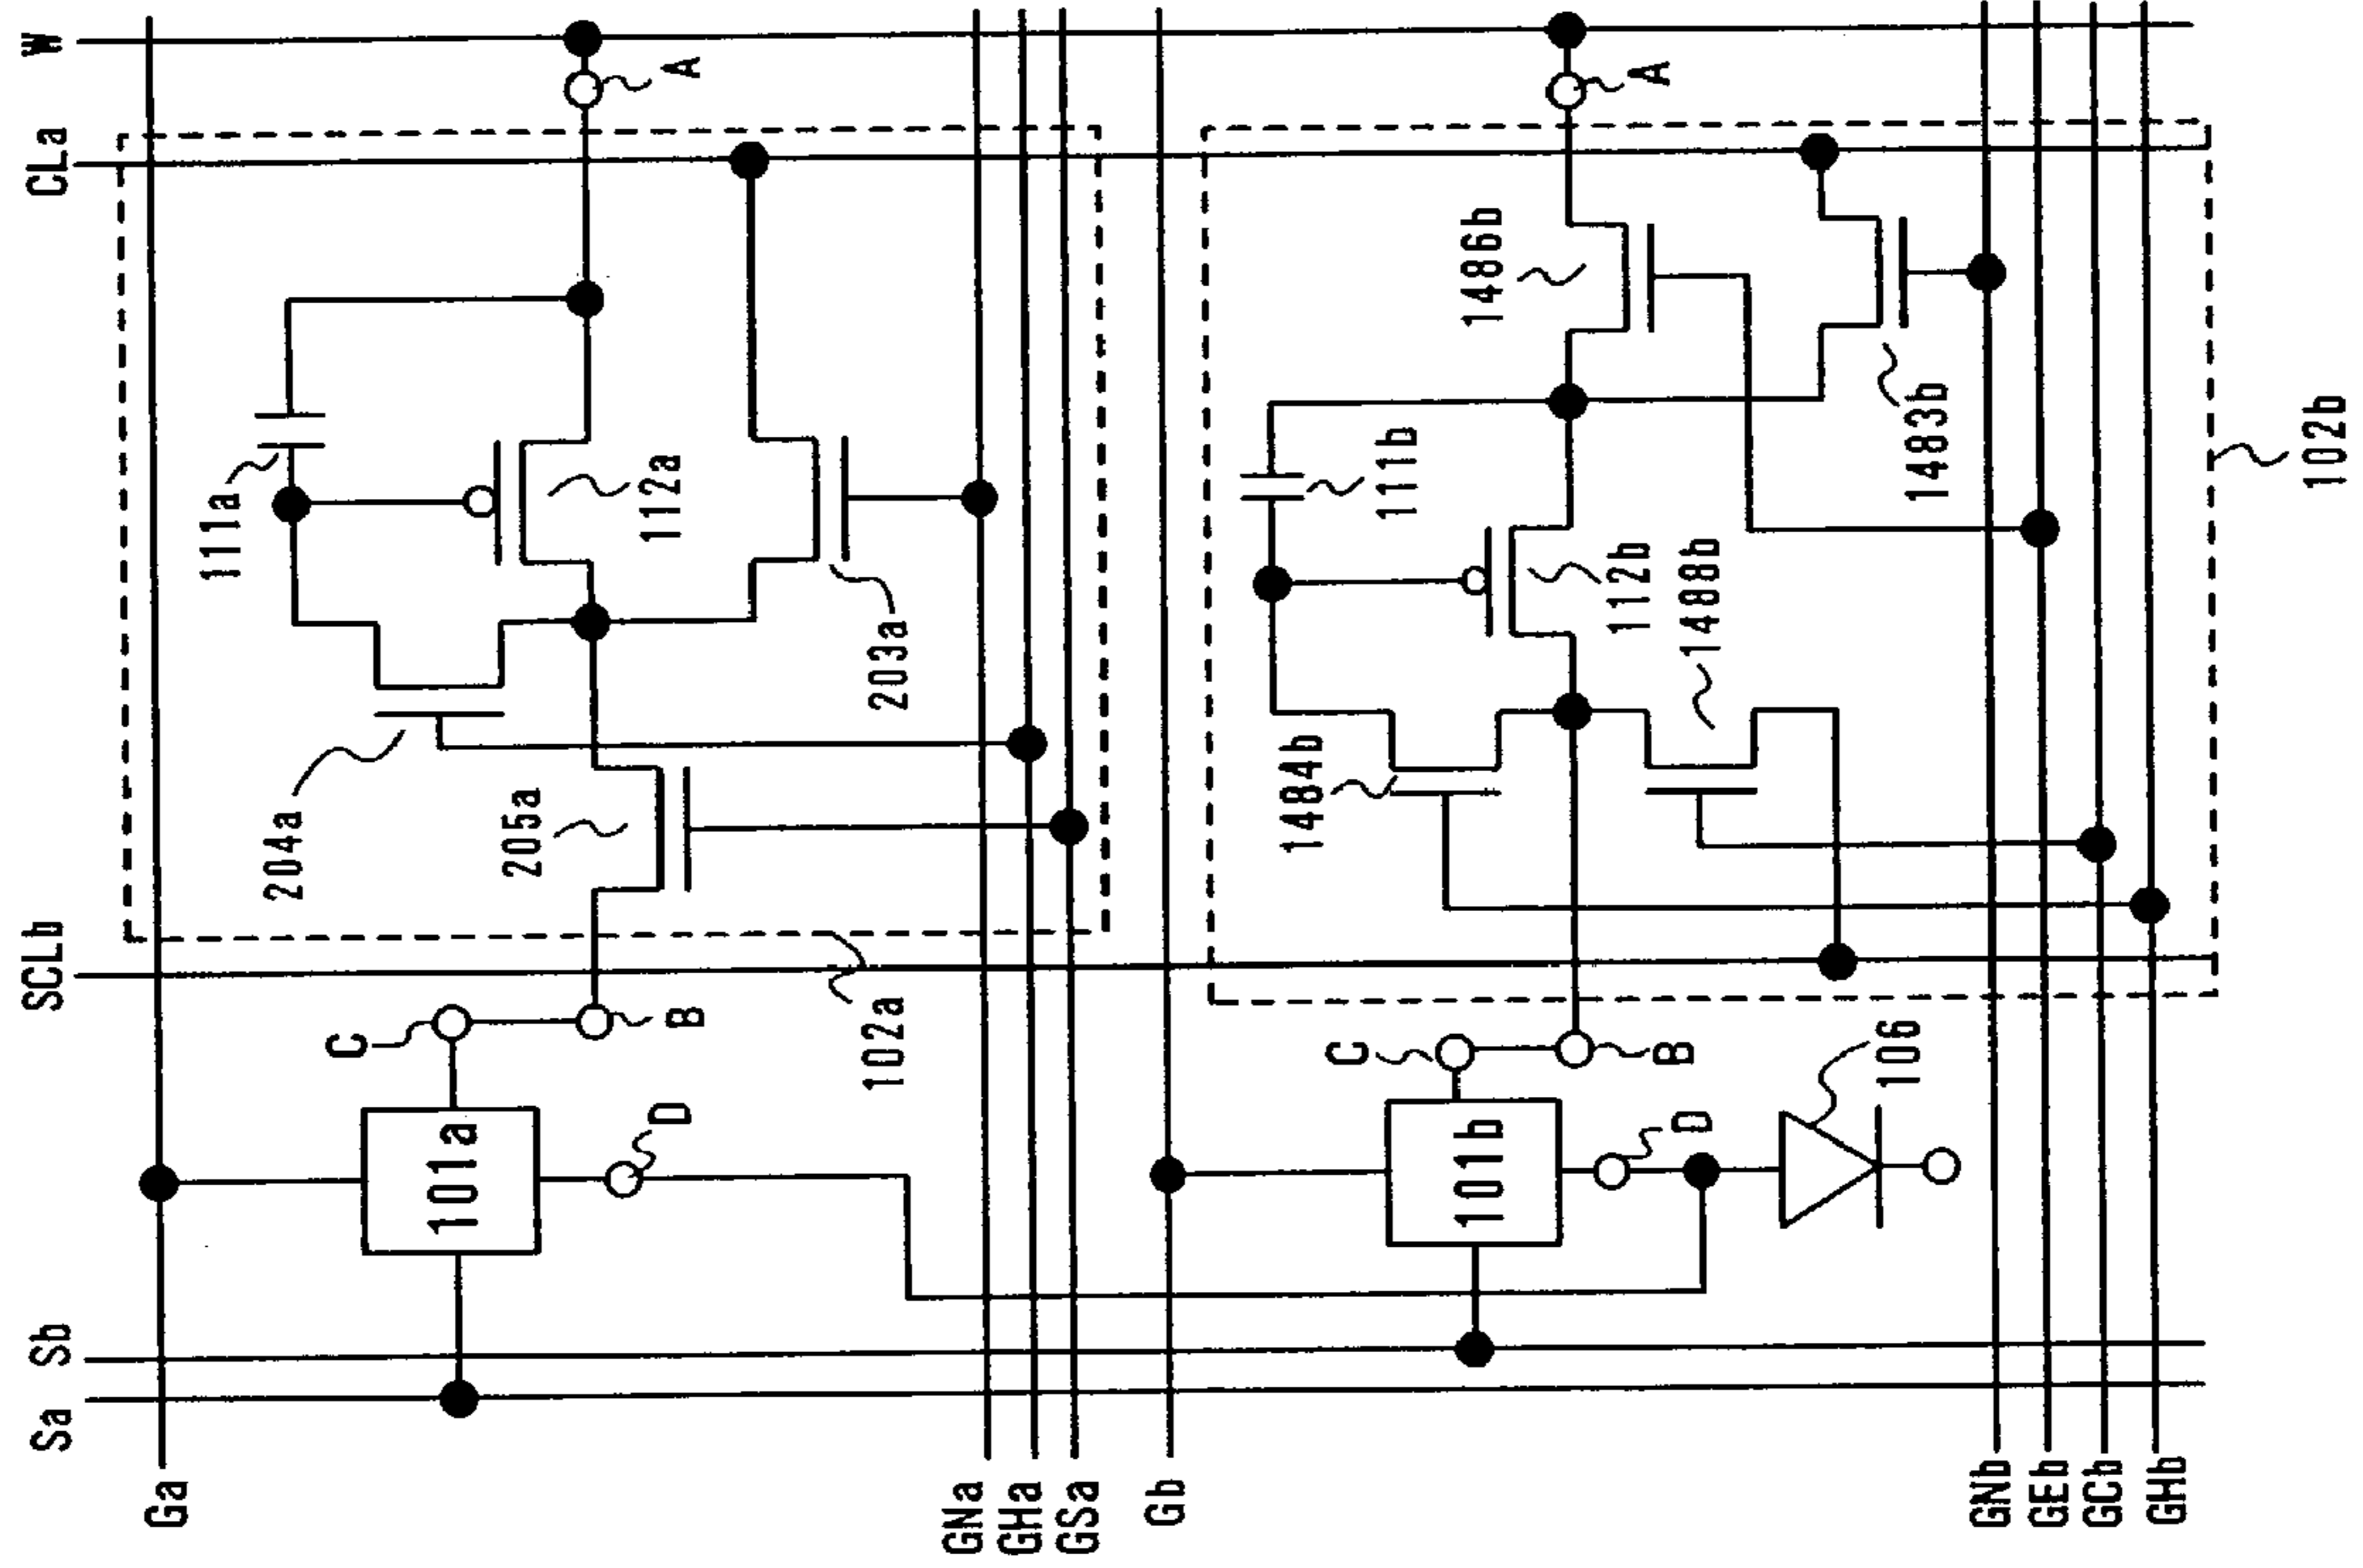 W
CLa
SCLb
Sb
Sa
A
111a
112a
203a
204a
205a
102a
C
B
101a
D
Ga
GNa
GHa
GSa
Gb
A
1486b
1483b
111b
112b
1488b
1484b
102b
C
B
101b
D
106
GNb
GEb
GCb
GHb